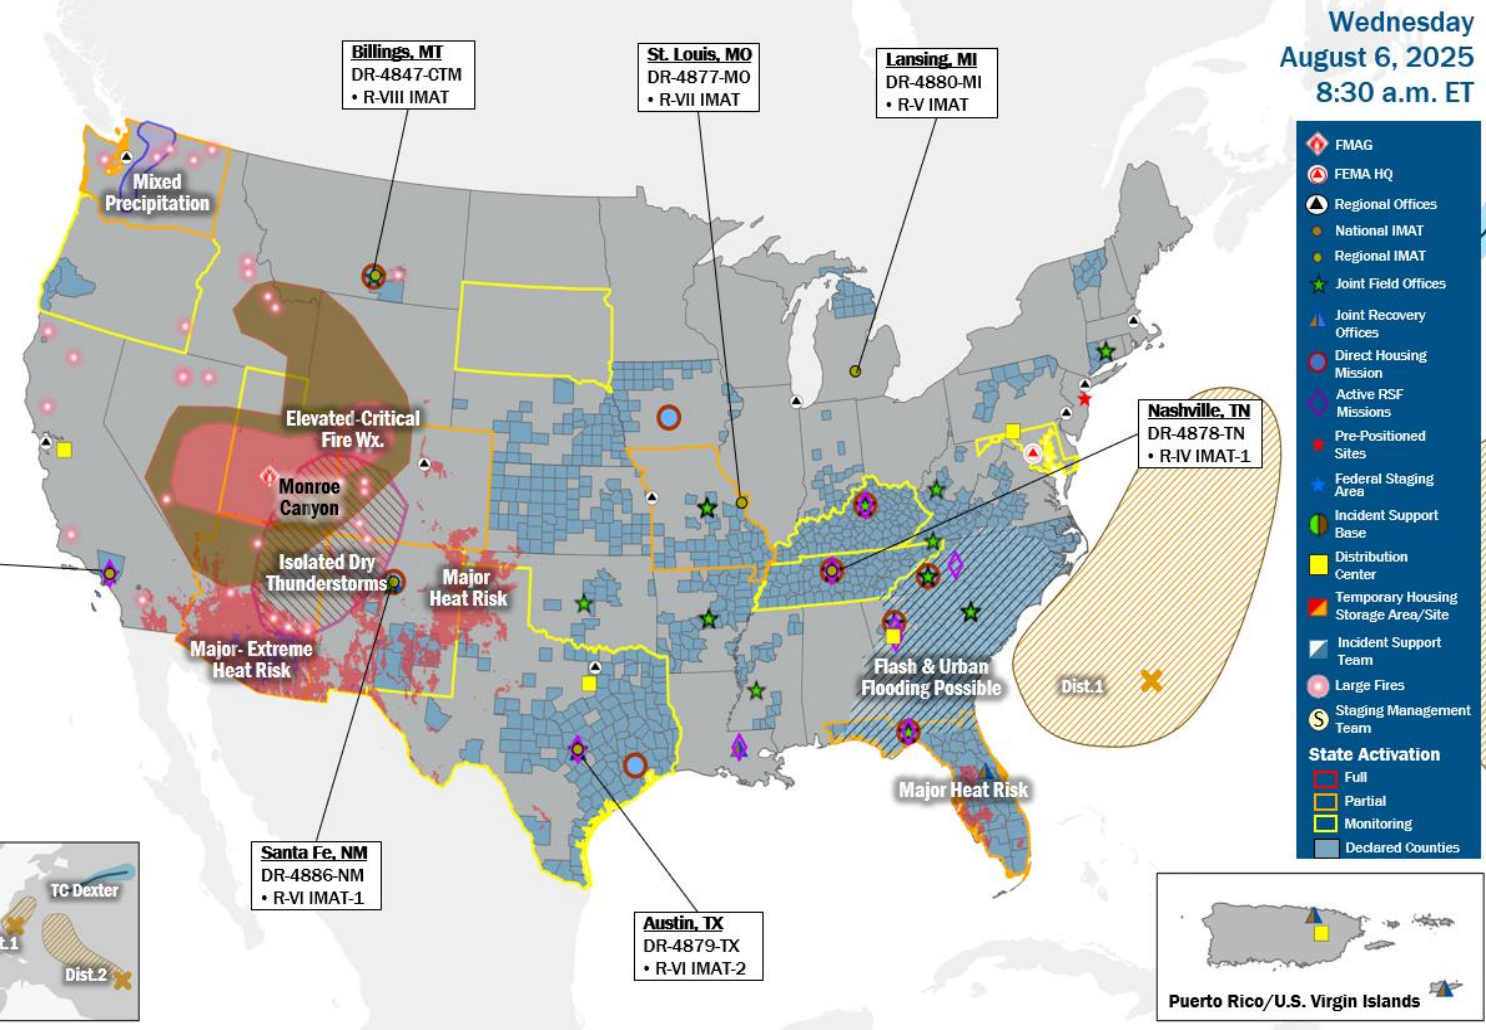 Wednesday
August 6, 2025
8:30 a.m. ET
Billings, MT
DR-4847-CTM
• R-VIII IMAT
St. Louis, MO
DR-4877-MO
• R-VII IMAT
Lansing, MI
DR-4880-MI
• R-V IMAT
Mixed
Precipitation
Elevated-Critical
Fire Wx.
Monroe
Canyon
Isolated Dry
Thunderstorms
Major
Heat Risk
Major- Extreme
Heat Risk
Nashville, TN
DR-4878-TN
• R-IV IMAT-1
Flash & Urban
Flooding Possible
Dist.1
Major Heat Risk
Santa Fe, NM
DR-4886-NM
• R-VI IMAT-1
Austin, TX
DR-4879-TX
• R-VI IMAT-2
TC Dexter
t.1
Dist.2
FMAG
FEMA HQ
Regional Offices
National IMAT
Regional IMAT
Joint Field Offices
Joint Recovery
Offices
Direct Housing
Mission
Active RSF
Missions
Pre-Positioned
Sites
Federal Staging
Area
Incident Support
Base
Distribution
Center
Temporary Housing
Storage Area/Site
Incident Support
Team
Large Fires
S
Staging Management
Team
State Activation
Full
Partial
Monitoring
Declared Counties
Puerto Rico/U.S. Virgin Islands